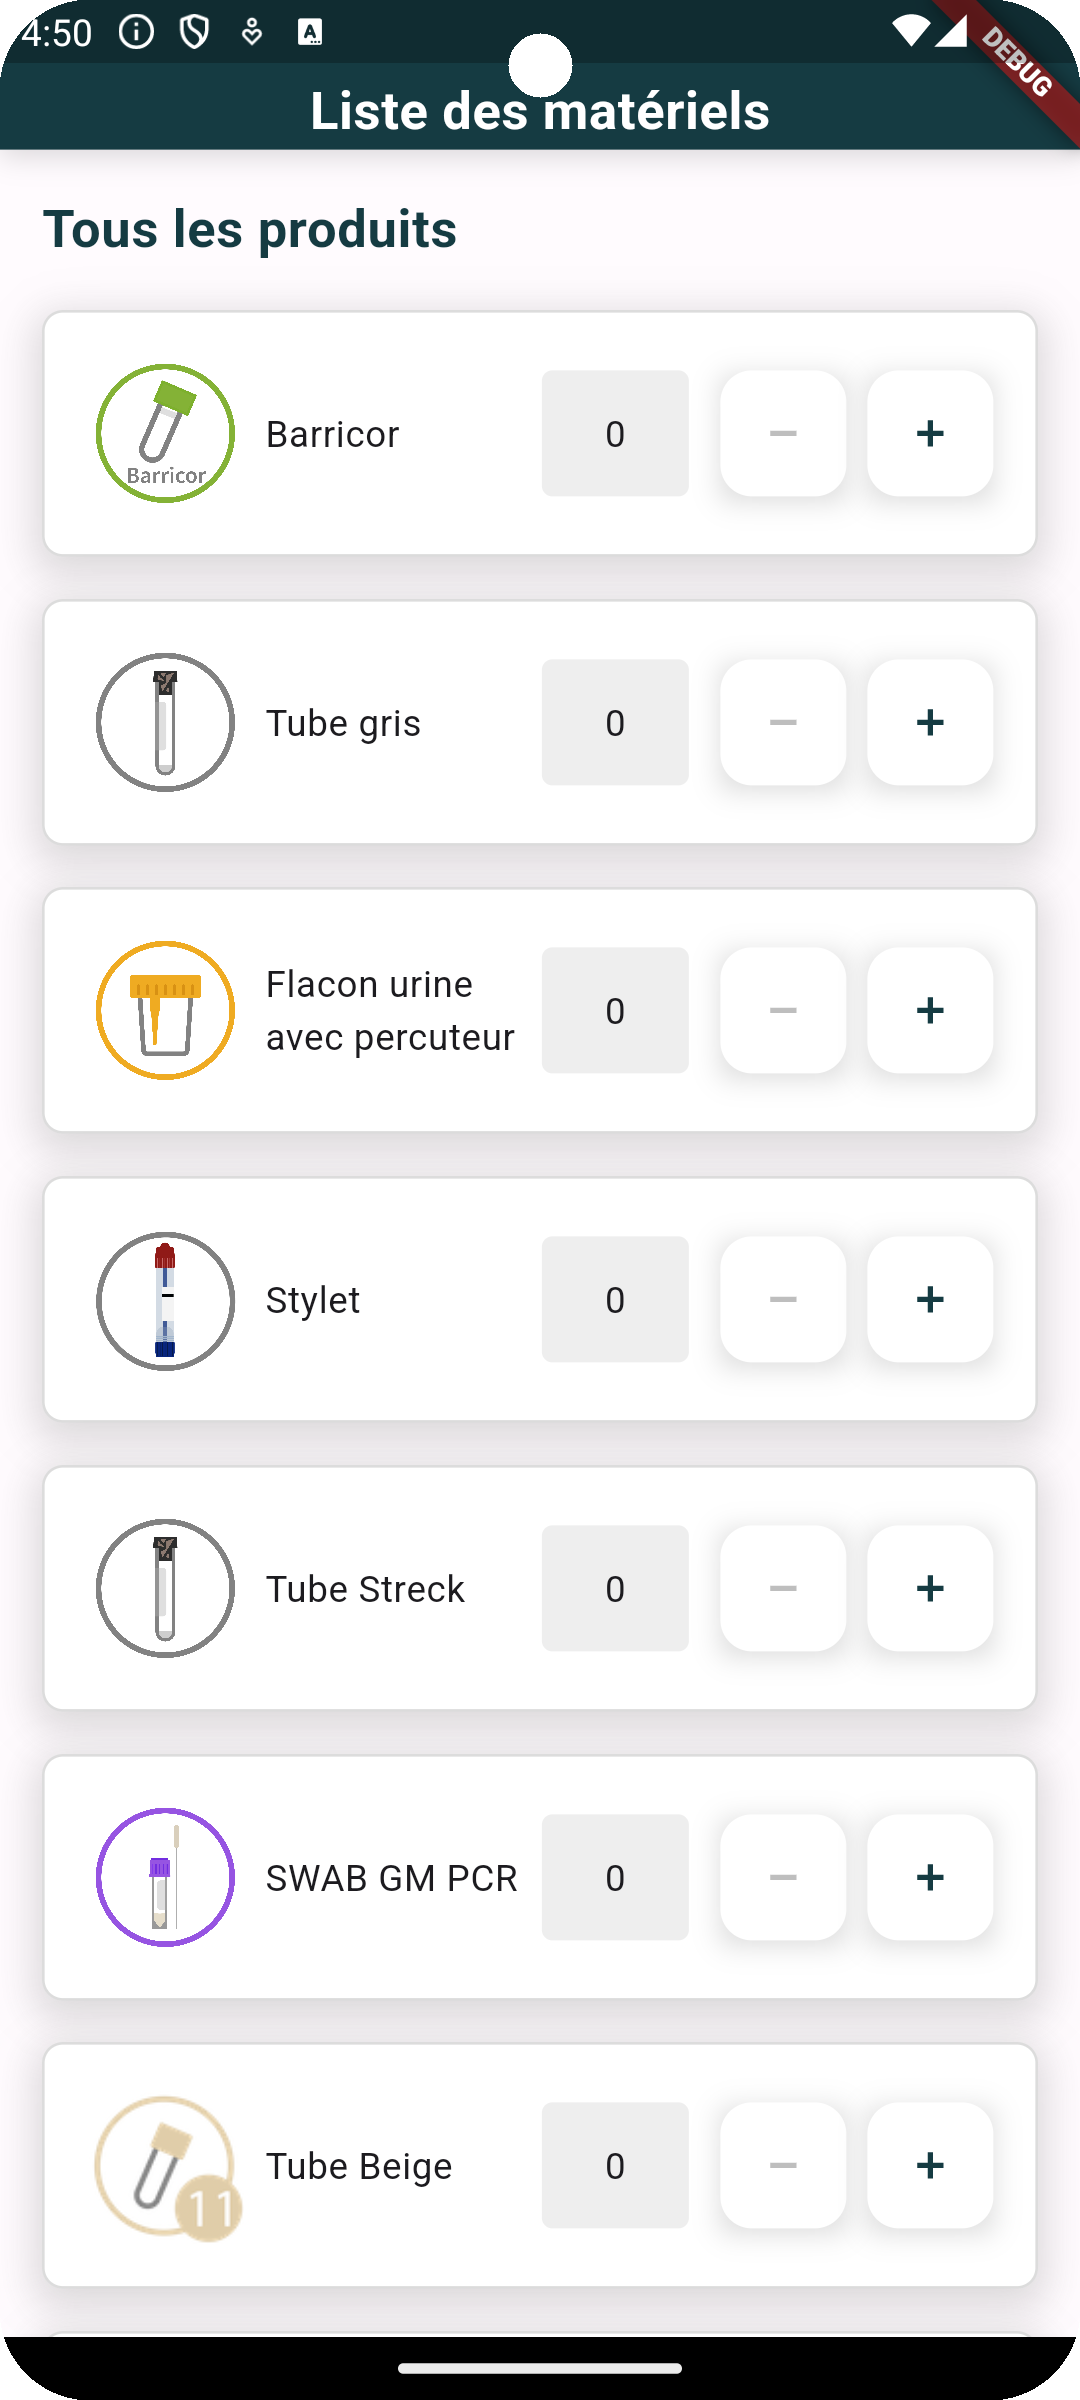 4:50
DEBUG
Liste des matériels
Tous les produits
Barricor
Barricor
0
Tube gris
0
Flacon urine
avec percuteur
0
Stylet
0
Tube Streck
0
SWAB GM PCR
0
11
Tube Beige
0